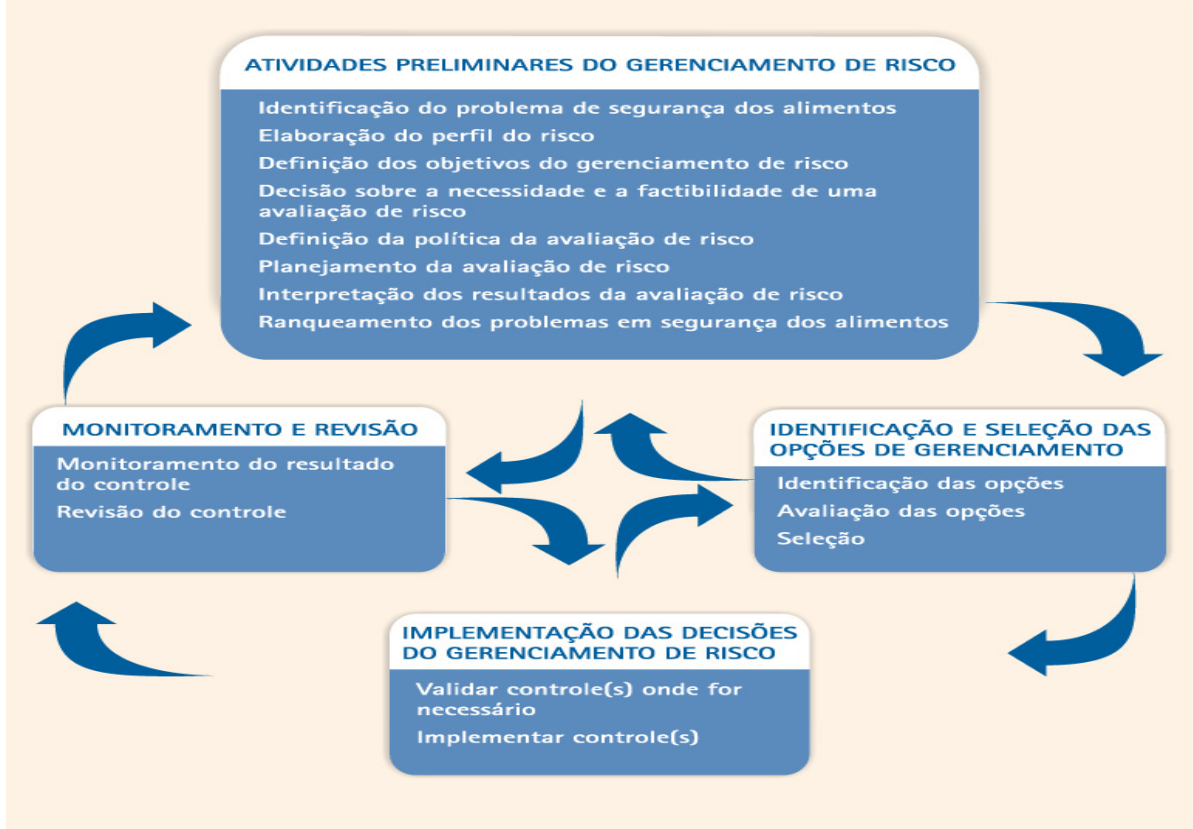 ATIVIDADES PRELIMINARES DO GERENCIAMENTO DE RISCO
Identificação do problema de segurança dos alimentos
Elaboração do perfil do risco
Definição dos objetivos do gerenciamento de risco
Decisão sobre a necessidade e a factibilidade de uma
avaliação de risco
Definição da política da avaliação de risco
Planejamento da avaliação de risco
Interpretação dos resultados da avaliação de risco
Ranqueamento dos problemas em segurança dos alimentos
MONITORAMENTO E REVISÃO
Monitoramento do resultado
do controle
Revisão do controle
IDENTIFICAÇÃO E SELEÇÃO DAS
OPÇÕES DE GERENCIAMENTO
Identificação das opções
Avaliação das opções
Seleção
IMPLEMENTAÇÃO DAS DECISÕES
DO GERENCIAMENTO DE RISCO
Validar controle(s) onde for
necessário
Implementar controle(s)